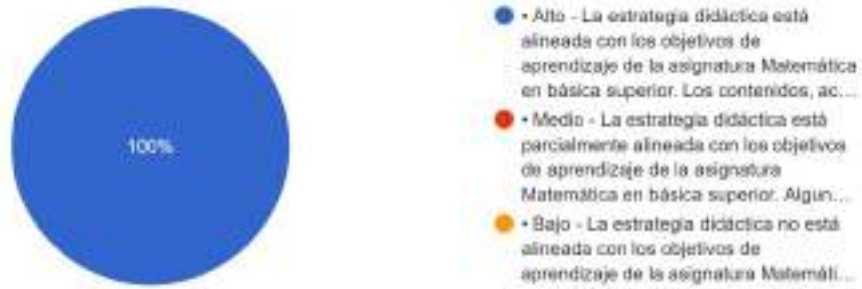 100%
• Alto - La estrategia didáctica está
alineada con los objetivos de
aprendizaje de la asignatura Matemática
en básica superior. Los contenidos, ac...
• Medio - La estrategia didáctica está
parcialmente alineada con los objetivos
de aprendizaje de la asignatura
Matemática en básica superior. Algun...
• Bajo - La estrategia didáctica no está
alineada con los objetivos de
aprendizaje de la asignatura Matemáti...